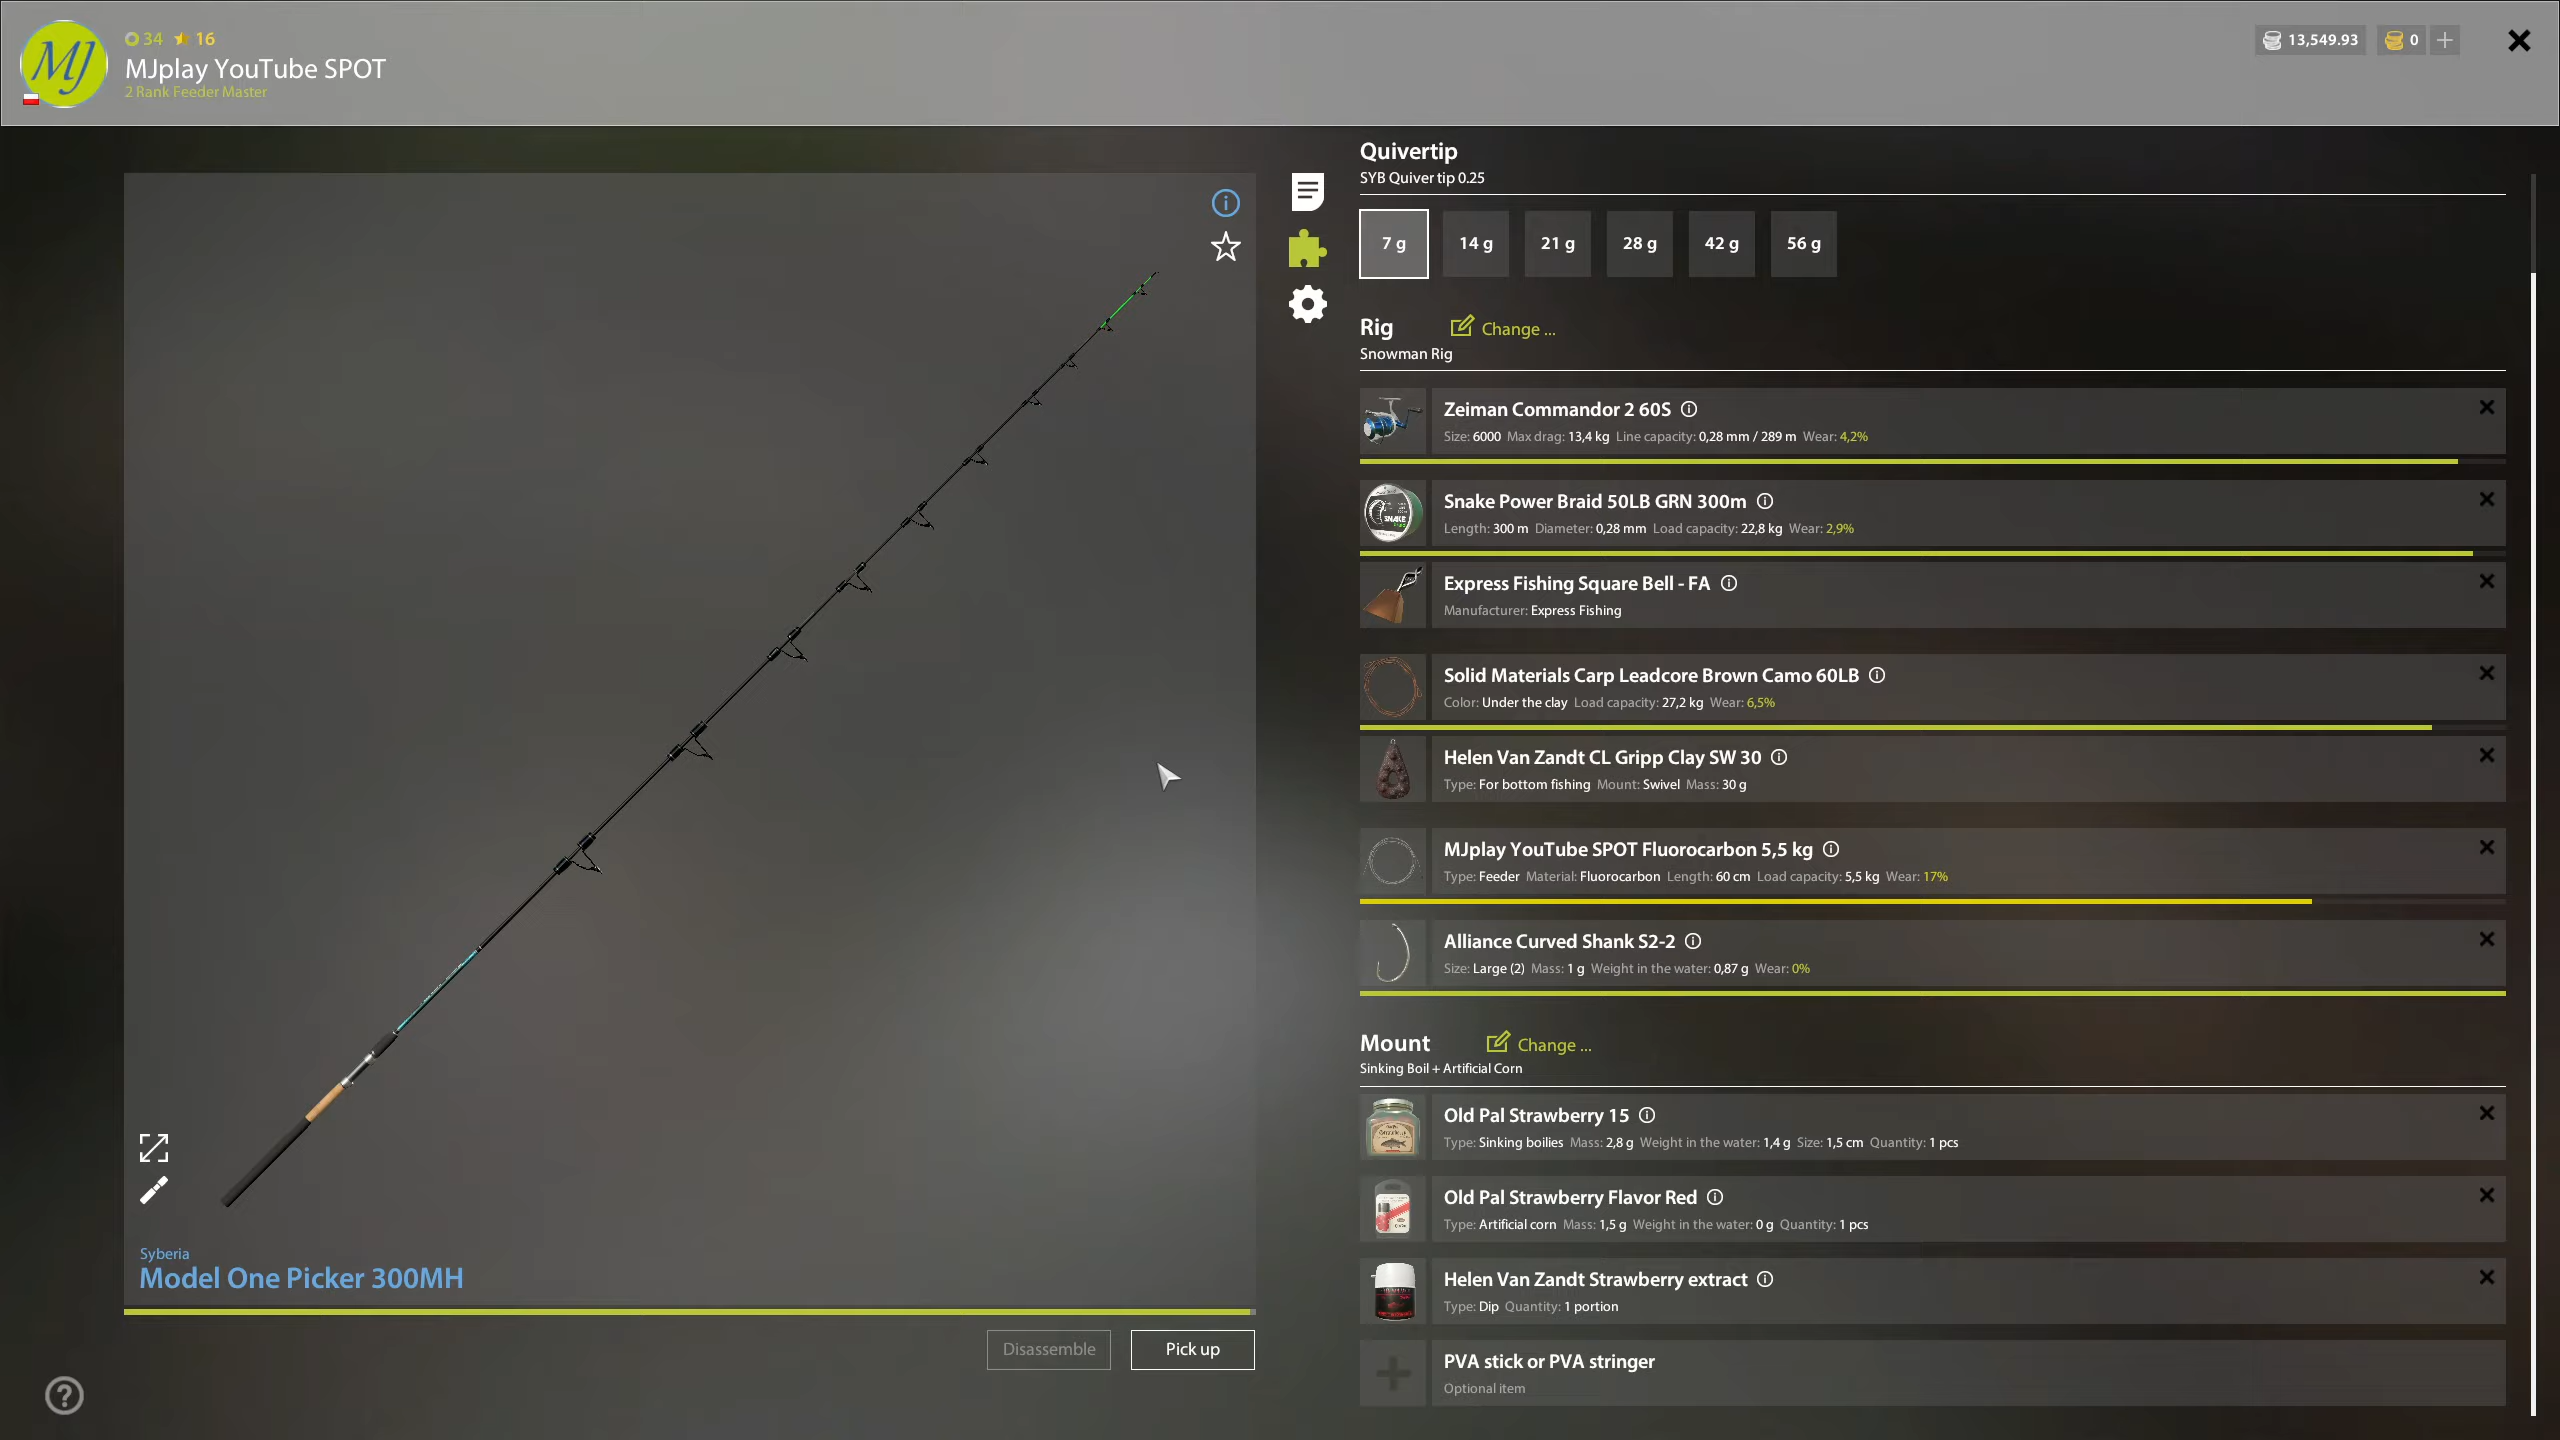 MJ
34 16
MJplay YouTube SPOT
2 Rank Feeder Master
13,549.93 0
Quivertip
SYB Quiver tip 0.25
7 g 14 g 21 g 28 g 42 g 56 g
Rig Change ...
Snowman Rig
Zeiman Commandor 2 60S
Size: 6000 Max drag: 13,4 kg Line capacity: 0,28 mm / 289 m Wear: 4,2%
Snake Power Braid 50LB GRN 300m
Length: 300 m Diameter: 0,28 mm Load capacity: 22,8 kg Wear: 2,9%
Express Fishing Square Bell - FA
Manufacturer: Express Fishing
Solid Materials Carp Leadcore Brown Camo 60LB
Color: Under the clay Load capacity: 27,2 kg Wear: 6,5%
Helen Van Zandt CL Gripp Clay SW 30
Type: For bottom fishing Mount: Swivel Mass: 30 g
MJplay YouTube SPOT Fluorocarbon 5,5 kg
Type: Feeder Material: Fluorocarbon Length: 60 cm Load capacity: 5,5 kg Wear: 17%
Alliance Curved Shank S2-2
Size: Large (2) Mass: 1 g Weight in the water: 0,87 g Wear: 0%
Mount Change ...
Sinking Boil + Artificial Corn
Old Pal Strawberry 15
Type: Sinking boilies Mass: 2,8 g Weight in the water: 1,4 g Size: 1,5 cm Quantity: 1 pcs
Old Pal Strawberry Flavor Red
Type: Artificial corn Mass: 1,5 g Weight in the water: 0 g Quantity: 1 pcs
Helen Van Zandt Strawberry extract
Type: Dip Quantity: 1 portion
PVA stick or PVA stringer
Optional item
Syberia
Model One Picker 300MH
Disassemble Pick up